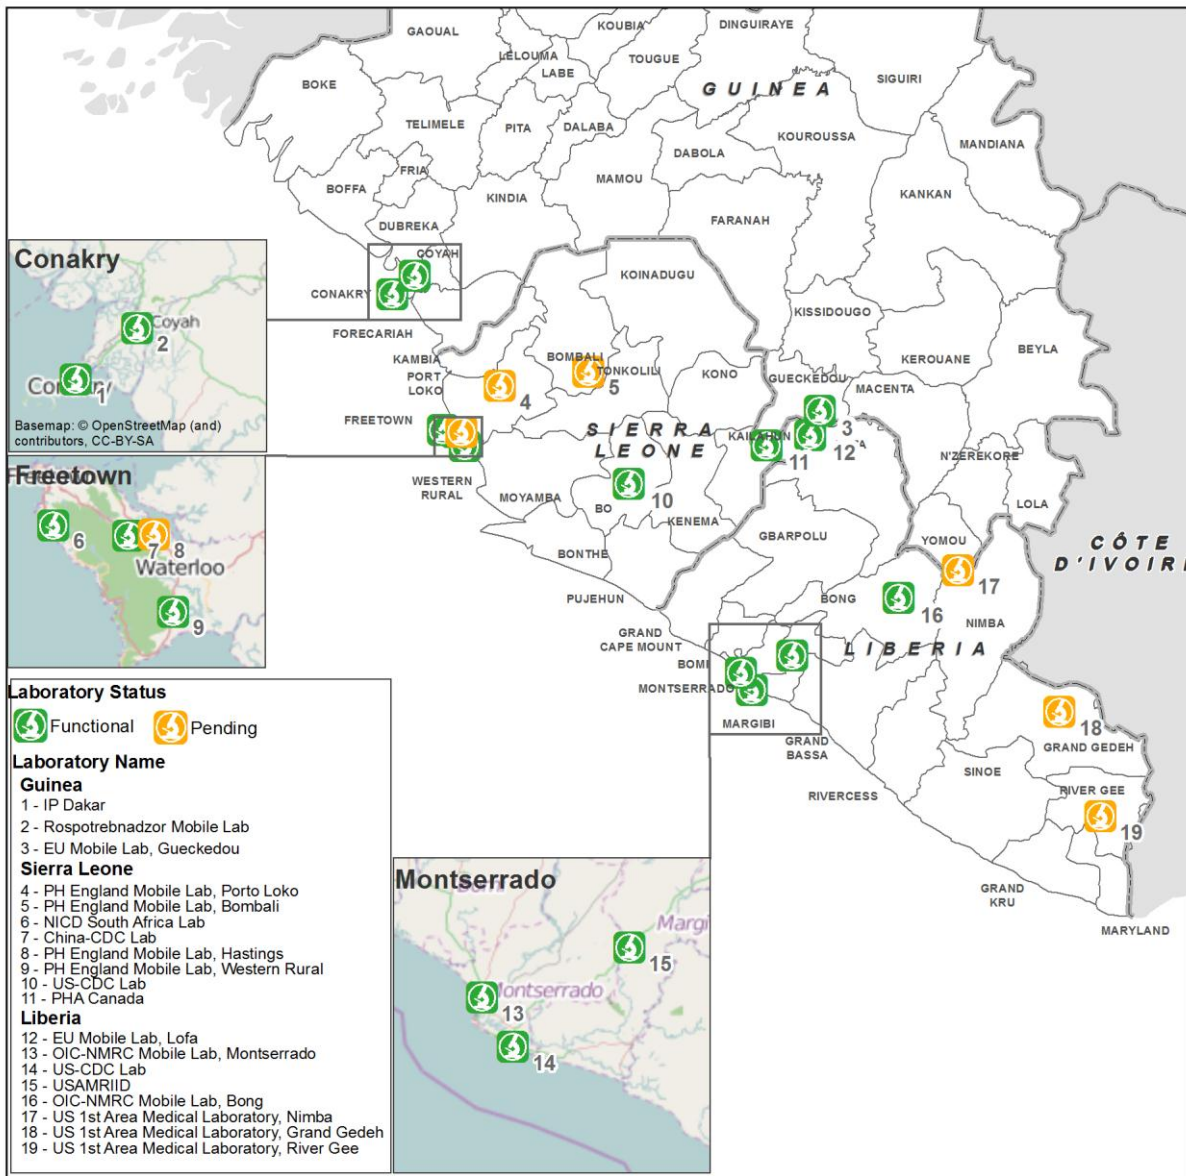 GAOUAL
KOUBIA
DINGUIRAYE
LELOUMA
LABE
TOUGUE
SIGUIRI
BOKE
GUINEA
TELIMELE
PITA
DALABA
KOUROUSSA
MANDIANA
DABOLA
FRIA
BOFFA
KINDIA
MAMOU
KANKAN
DUBREKA
FARANAH
COYAH
KOINADUGU
CONAKRY
KISSIDOUGO
FORECARIAH
KEROUANE
BEYLA
KAMBIA
BOMBALI
TONKOLILI
KONO
GUECKEDOU
MACENTA
PORT
LOKO
4
5
FREETOWN
SIERRA
LEONE
KAILAHUN
3
11
12
N'ZEREKORE
WESTERN
RURAL
MOYAMBA
BO
10
KENEMA
LOLA
GBARPOLU
YOMOU
CÔTE
D'IVOIRE
BONTHE
PUJEHUN
BONG
16
17
NIMBA
GRAND
CAPE MOUNT
BOMI
LIBERIA
MONTSERRADO
MARGIBI
GRAND
BASSA
18
GRAND GEDEH
SINOE
RIVERCESS
RIVER GEE
19
GRAND
KRU
MARYLAND
Conakry
Coyah
2
1
Basemap: © OpenStreetMap (and)
contributors, CC-BY-SA
Freetown
6
7
8
Waterloo
9
Laboratory Status
Functional
Pending
Laboratory Name
Guinea
1 - IP Dakar
2 - Rospotrebnadzor Mobile Lab
3 - EU Mobile Lab, Gueckedou
Sierra Leone
4 - PH England Mobile Lab, Porto Loko
5 - PH England Mobile Lab, Bombali
6 - NICD South Africa Lab
7 - China-CDC Lab
8 - PH England Mobile Lab, Hastings
9 - PH England Mobile Lab, Western Rural
10 - US-CDC Lab
11 - PHA Canada
Liberia
12 - EU Mobile Lab, Lofa
13 - OIC-NMRC Mobile Lab, Montserrado
14 - US-CDC Lab
15 - USAMRIID
16 - OIC-NMRC Mobile Lab, Bong
17 - US 1st Area Medical Laboratory, Nimba
18 - US 1st Area Medical Laboratory, Grand Gedeh
19 - US 1st Area Medical Laboratory, River Gee
Montserrado
Margi
15
Montserrado
13
14